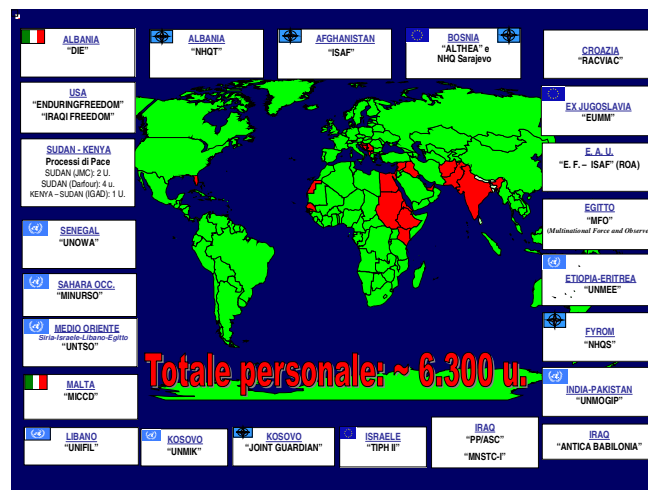 ALBANIA
“DIE”
ALBANIA
“NHQT”
AFGHANISTAN
“ISAF”
BOSNIA
“ALTHEA” e
NHQ Sarajevo
CROAZIA
“RACVIAC”
USA
“ENDURINGFREEDOM”
“IRAQI FREEDOM”
EX JUGOSLAVIA
“EUMM”
SUDAN - KENYA
Processi di Pace
SUDAN (JMC): 2 U.
SUDAN (Darfour): 4 u.
KENYA – SUDAN (IGAD): 1 U.
E. A. U.
“E. F. – ISAF” (ROA)
EGITTO
“MFO”
(Multinational Force and Observe
SENEGAL
“UNOWA”
ETIOPIA-ERITREA
“UNMEE”
SAHARA OCC.
“MINURSO”
FYROM
“NHQS”
MEDIO ORIENTE
Siria-Israele-Libano-Egitto
“UNTSO”
Totale personale: ~ 6.300 u.
MALTA
“MICCD”
INDIA-PAKISTAN
“UNMOGIP”
LIBANO
“UNIFIL”
KOSOVO
“UNMIK”
KOSOVO
“JOINT GUARDIAN”
ISRAELE
“TIPH II”
IRAQ
“PP/ASC”
“MNSTC-I”
IRAQ
“ANTICA BABILONIA”